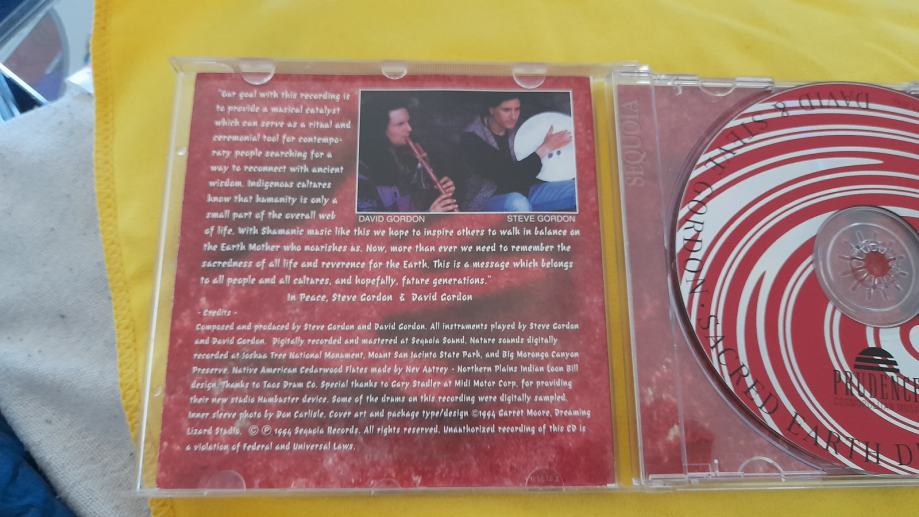 "Our goal with this recording is
to provide a musical catalyst
which can serve as a ritual and
ceremonial tool for contempo-
rary people searching for a
way to reconnect with ancient
wisdom. Indigenous cultures
know that humanity is only a
small part of the overall web
of life. With Shamanic music like this we hope to inspire others to walk in balance on
the Earth Mother who nourishes us. Now, more than ever we need to remember the
sacredness of all life and reverence for the Earth. This is a message which belongs
to all people and all cultures, and hopefully, future generations."
In Peace, Steve Gordon & David Gordon
DAVID GORDON
STEVE GORDON
- Credits -
Composed and produced by Steve Gordon and David Gordon. All instruments played by Steve Gordon
and David Gordon. Digitally recorded and mastered at Sequoia Sound. Nature sounds digitally
recorded at Joshua Tree National Monument, Mount San Jacinto State Park, and Big Morongo Canyon
Preserve. Native American Cedarwood Flutes made by Nev Autrey - Northern Plains Indian Loon Bill
design. Thanks to Taos Drum Co. Special thanks to Gary Stadler at Midi Motor Corp. for providing
their new studio Humbuster device. Some of the drums on this recording were digitally sampled.
Inner sleeve photo by Don Carlisle. Cover art and package type/design ©1994 Garret Moore, Dreaming
Lizard Studio. © ℗ 1994 Sequoia Records. All rights reserved. Unauthorized recording of this CD is
a violation of Federal and Universal Laws.
SEQUOIA
DAVID & STEVE GORDON · SACRED EARTH D
PRUDENCE